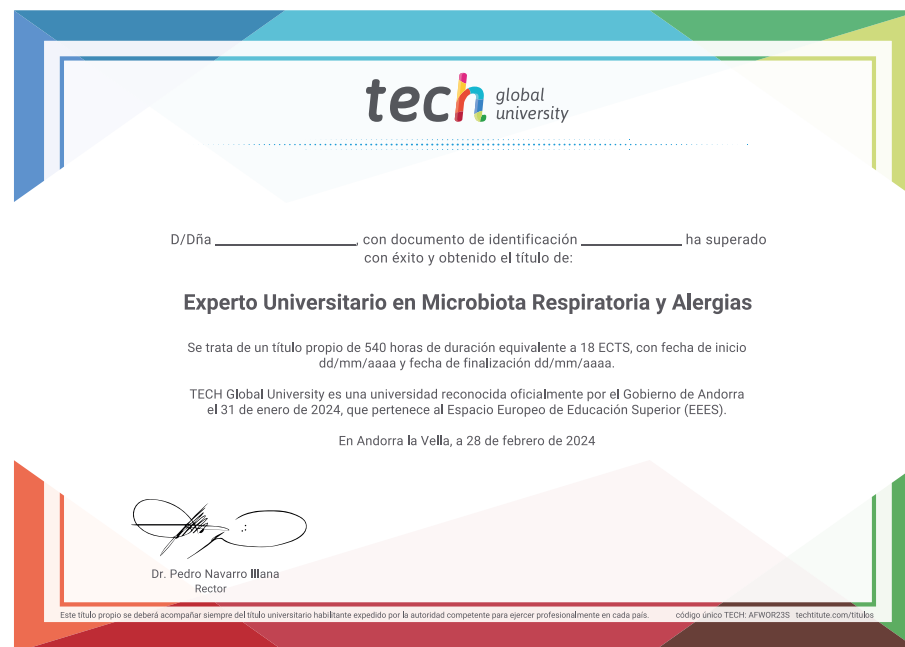 tech global
university
D/Dña ______________, con documento de identificación __________ ha superado
con éxito y obtenido el título de:
Experto Universitario en Microbiota Respiratoria y Alergias
Se trata de un título propio de 540 horas de duración equivalente a 18 ECTS, con fecha de inicio
dd/mm/aaaa y fecha de finalización dd/mm/aaaa.
TECH Global University es una universidad reconocida oficialmente por el Gobierno de Andorra
el 31 de enero de 2024, que pertenece al Espacio Europeo de Educación Superior (EEES).
En Andorra la Vella, a 28 de febrero de 2024
Dr. Pedro Navarro Illana
Rector
Este título propio se deberá acompañar siempre del título universitario habilitante expedido por la autoridad competente para ejercer profesionalmente en cada país. código único TECH: AFWOR23S techtitute.com/titulos